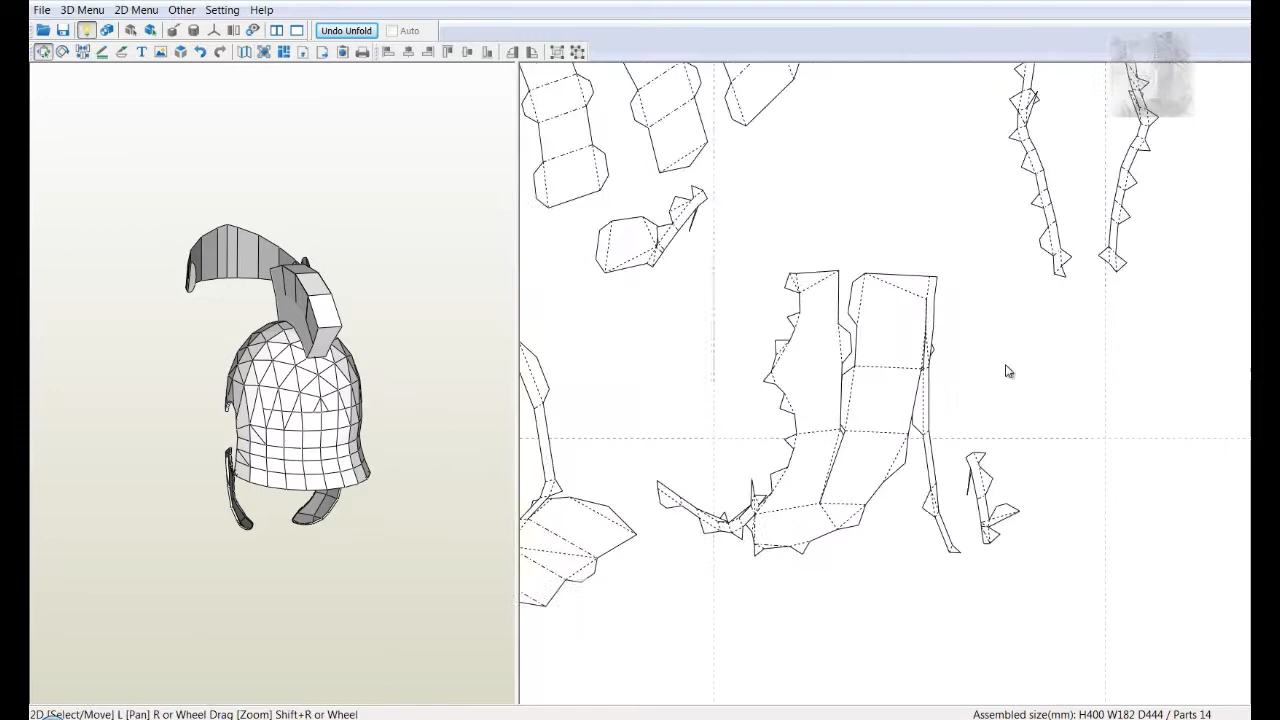 File 3D Menu 2D Menu Other Setting Help
Undo Unfold Auto
T
2D [Select/Move] L [Pan] R or Wheel Drag [Zoom] Shift+R or Wheel Assembled size(mm): H400 W182 D444 / Parts 14